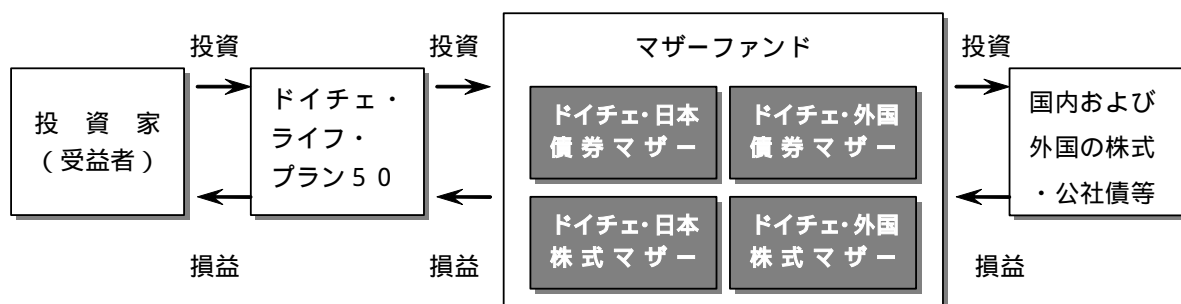 投資
投資
マザーファンド
投資
投 資 家
(受益者)
ドイチェ・
ライフ・
プラン50
ドイチェ・日本
債券マザー
ドイチェ・外国
債券マザー
ドイチェ・日本
株式マザー
ドイチェ・外国
株式マザー
国内および
外国の株式
・公社債等
損益
損益
損益